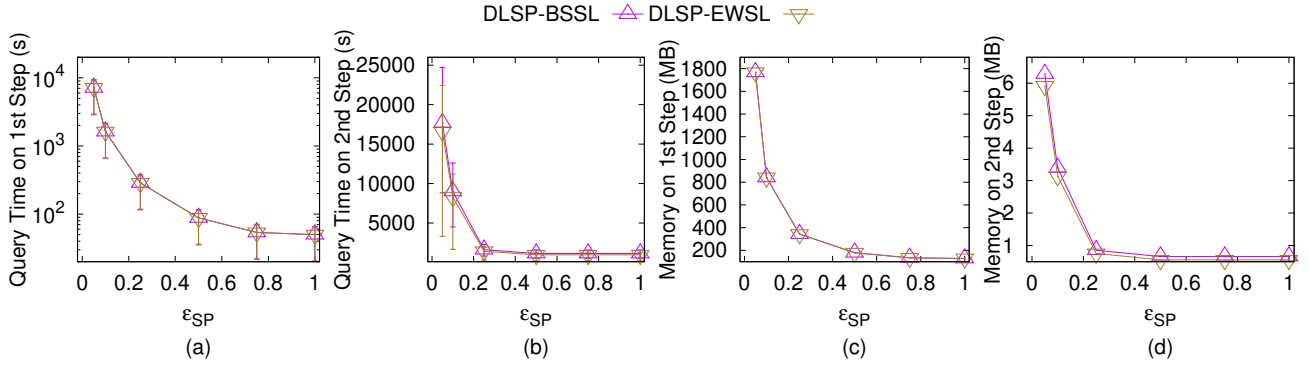 DLSP-BSSL DLSP-EWSL
Query Time on 1st Step (s)
10^4
10^3
10^2
0 0.2 0.4 0.6 0.8 1
ε_SP
(a)
Query Time on 2nd Step (s)
25000
20000
15000
10000
5000
0 0.2 0.4 0.6 0.8 1
ε_SP
(b)
Memory on 1st Step (MB)
1800
1600
1400
1200
1000
800
600
400
200
0 0.2 0.4 0.6 0.8 1
ε_SP
(c)
Memory on 2nd Step (MB)
6
5
4
3
2
1
0 0.2 0.4 0.6 0.8 1
ε_SP
(d)